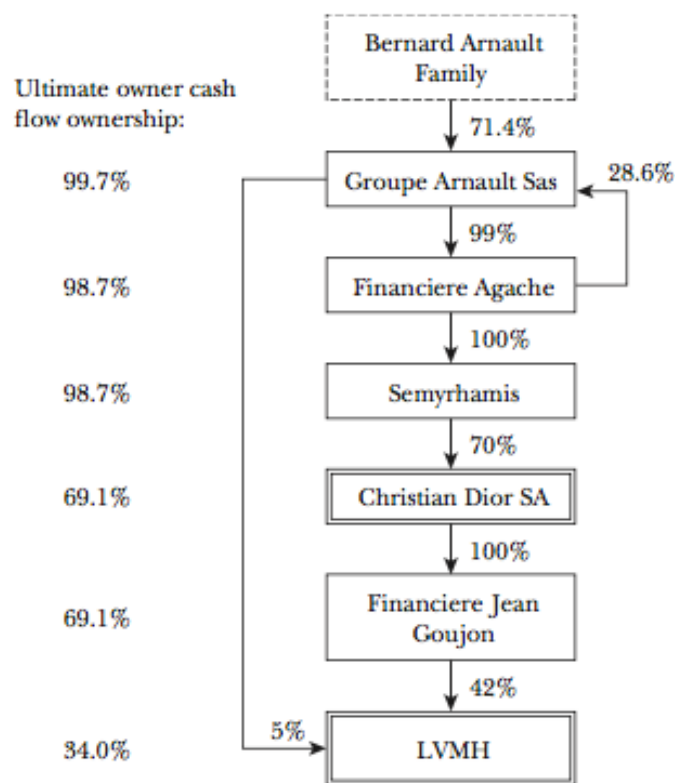 Bernard Arnault
Family
Ultimate owner cash
flow ownership:
71.4%
99.7%
Groupe Arnault Sas
28.6%
99%
98.7%
Financiere Agache
100%
98.7%
Semyrhamis
70%
69.1%
Christian Dior SA
100%
69.1%
Financiere Jean
Goujon
42%
5%
34.0%
LVMH